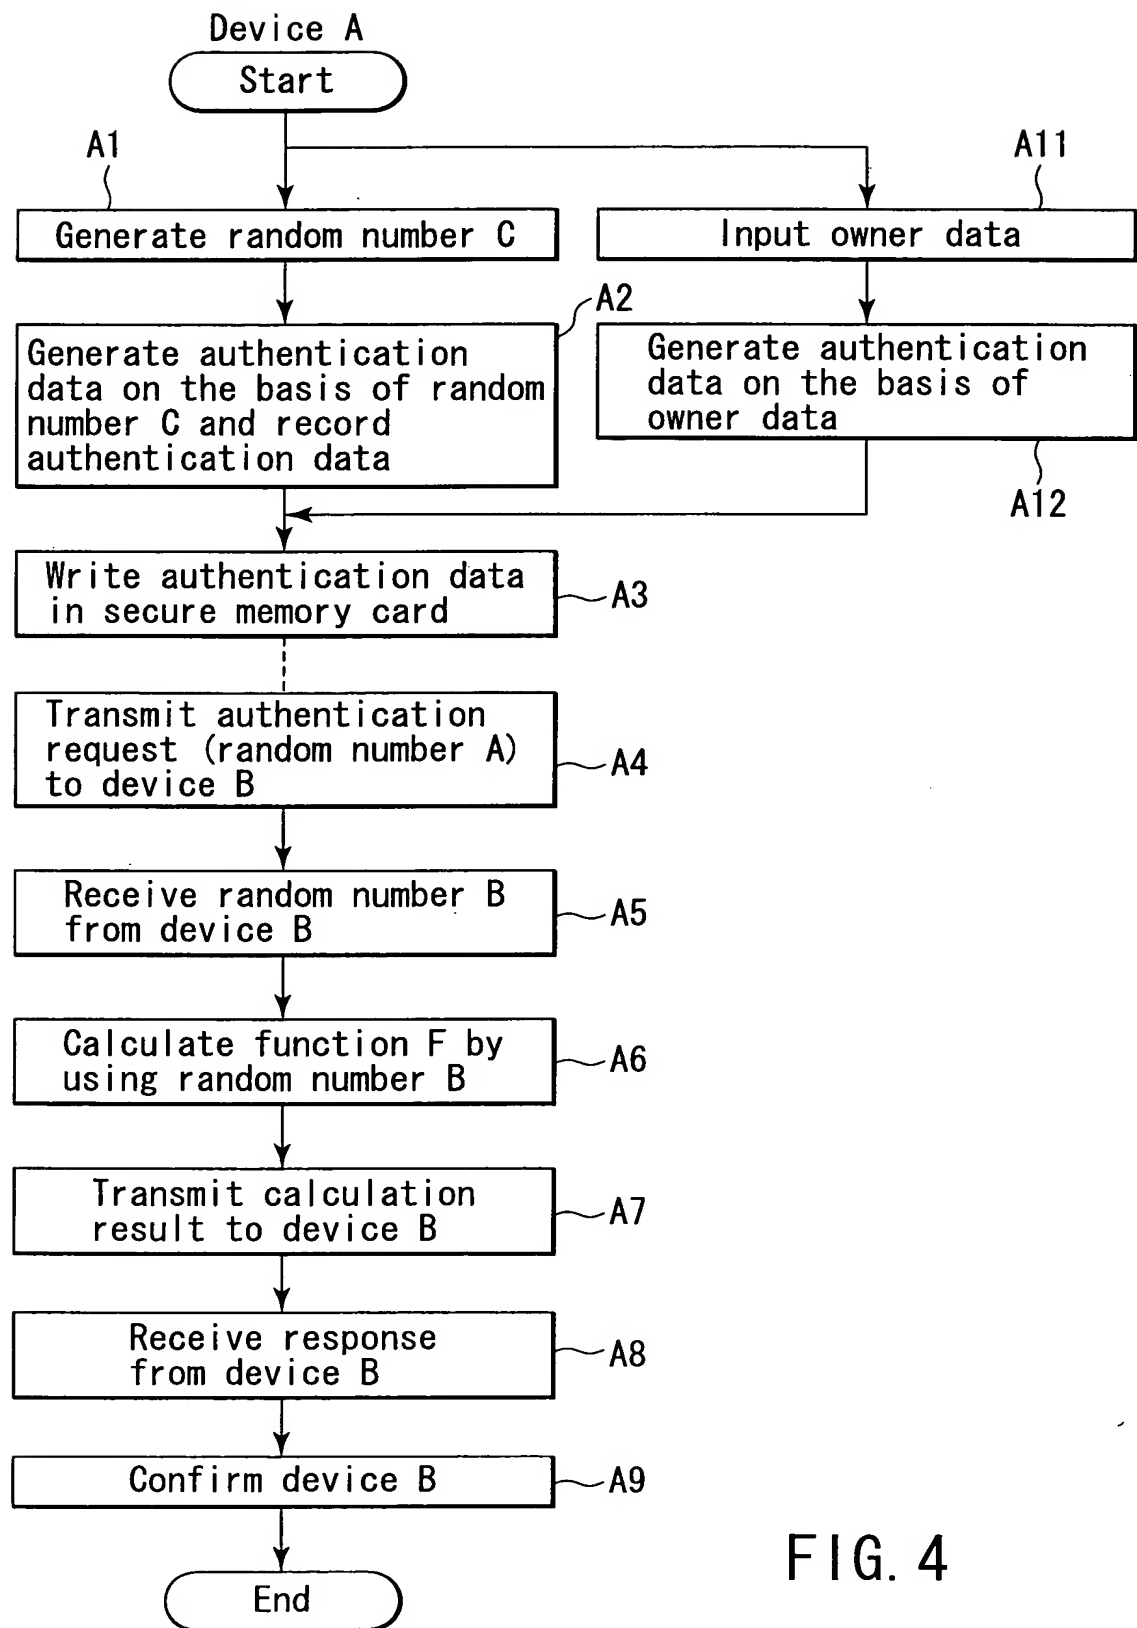 Device A
Start
A1
A11
Generate random number C
Input owner data
A2
Generate authentication
data on the basis of random
number C and record
authentication data
Generate authentication
data on the basis of
owner data
A12
Write authentication data
in secure memory card
A3
Transmit authentication
request (random number A)
to device B
A4
Receive random number B
from device B
A5
Calculate function F by
using random number B
A6
Transmit calculation
result to device B
A7
Receive response
from device B
A8
Confirm device B
A9
End
FIG. 4